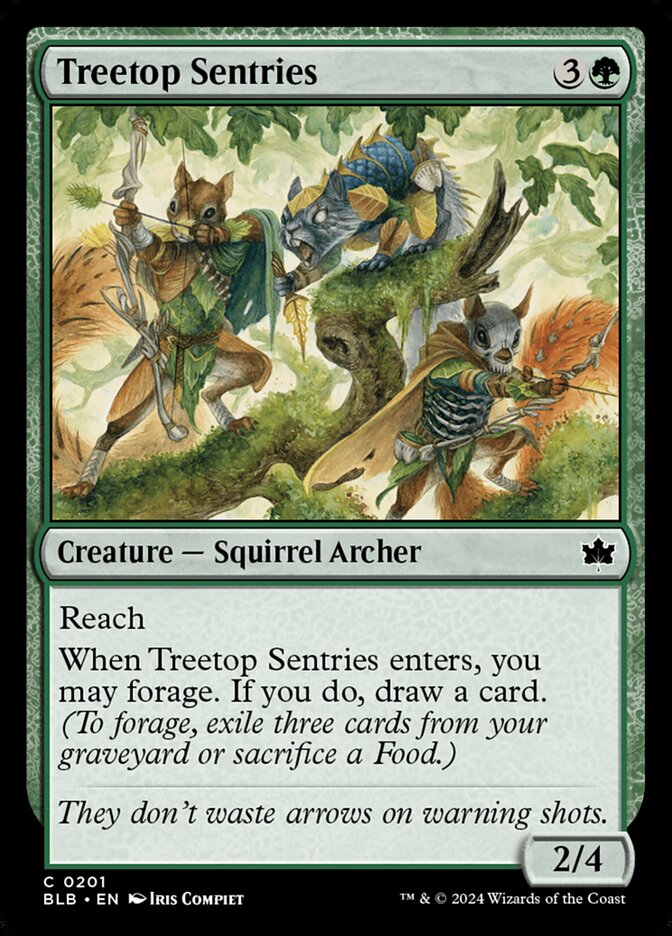 Treetop Sentries 3
Creature — Squirrel Archer
Reach
When Treetop Sentries enters, you
may forage. If you do, draw a card.
(To forage, exile three cards from your
graveyard or sacrifice a Food.)
They don't waste arrows on warning shots.
2/4
C 0201
BLB • EN Iris Compiet
™ & © 2024 Wizards of the Coast